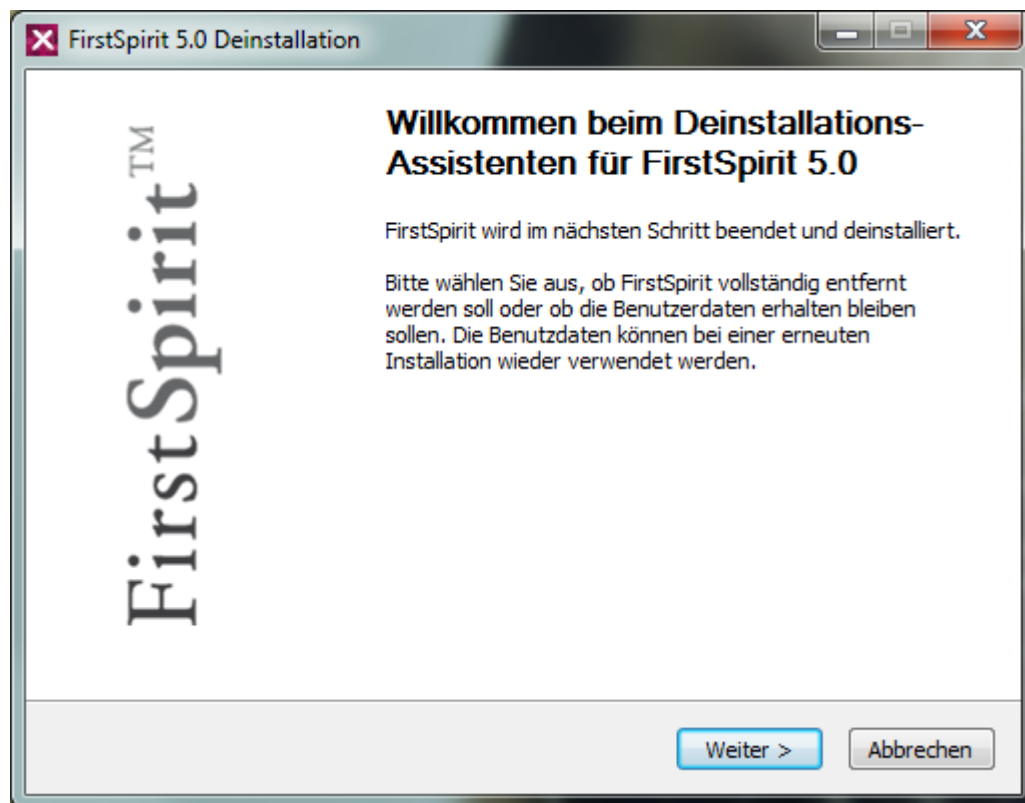 FirstSpirit 5.0 Deinstallation
FirstSpirit™
Willkommen beim Deinstallations-
Assistenten für FirstSpirit 5.0
FirstSpirit wird im nächsten Schritt beendet und deinstalliert.
Bitte wählen Sie aus, ob FirstSpirit vollständig entfernt
werden soll oder ob die Benutzerdaten erhalten bleiben
sollen. Die Benutzdaten können bei einer erneuten
Installation wieder verwendet werden.
Weiter >
Abbrechen